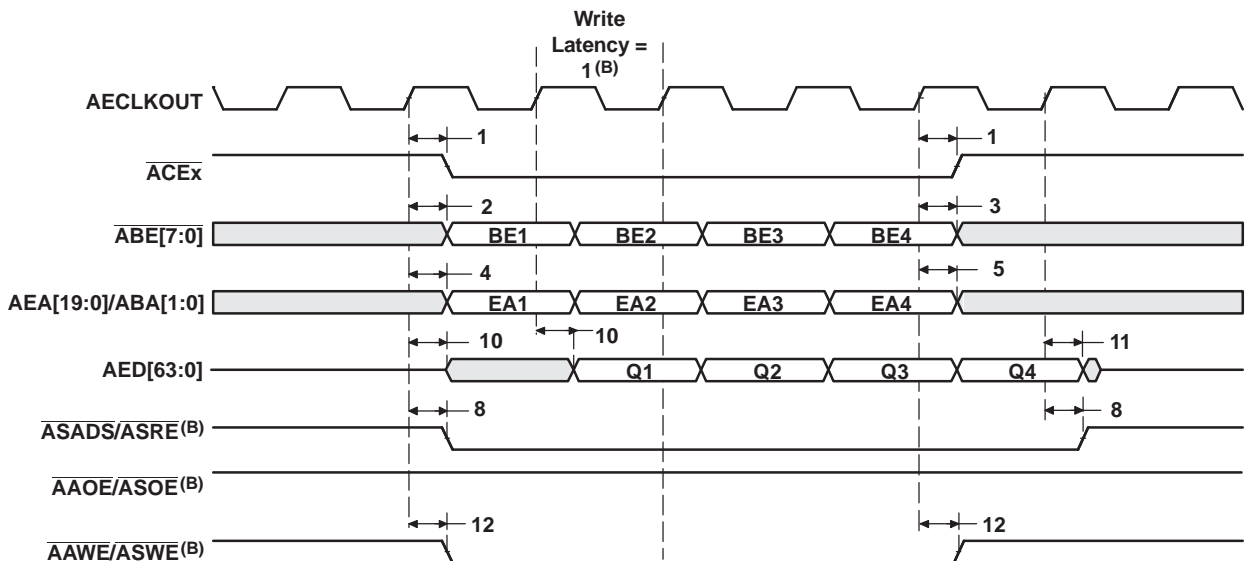 Write
Latency =
1(B)
AECLKOUT
1 1
ACEx
2 3
ABE[7:0] BE1 BE2 BE3 BE4
4 5
AEA[19:0]/ABA[1:0] EA1 EA2 EA3 EA4
10 10 11
AED[63:0] Q1 Q2 Q3 Q4
8 8
ASADS/ASRE(B)
AAOE/ASOE(B)
12 12
AAWE/ASWE(B)